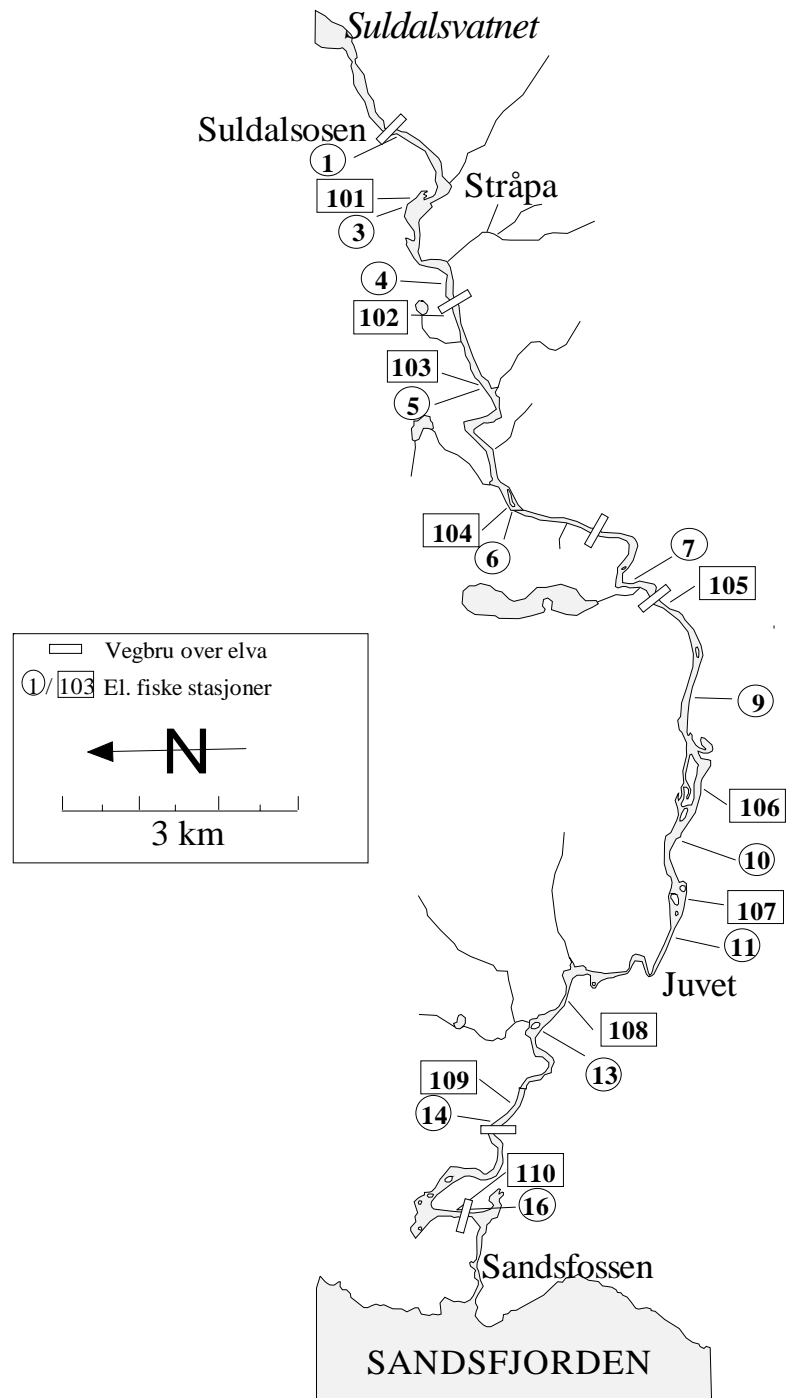 Suldalsvatnet
Suldalsosen
1
101
Stråpa
3
4
102
103
5
104
6
7
105
Vegbru over elva
1 / 103 El. fiske stasjoner
9
N
3 km
106
10
107
11
Juvet
108
13
109
14
110
16
Sandsfossen
SANDSFJORDEN